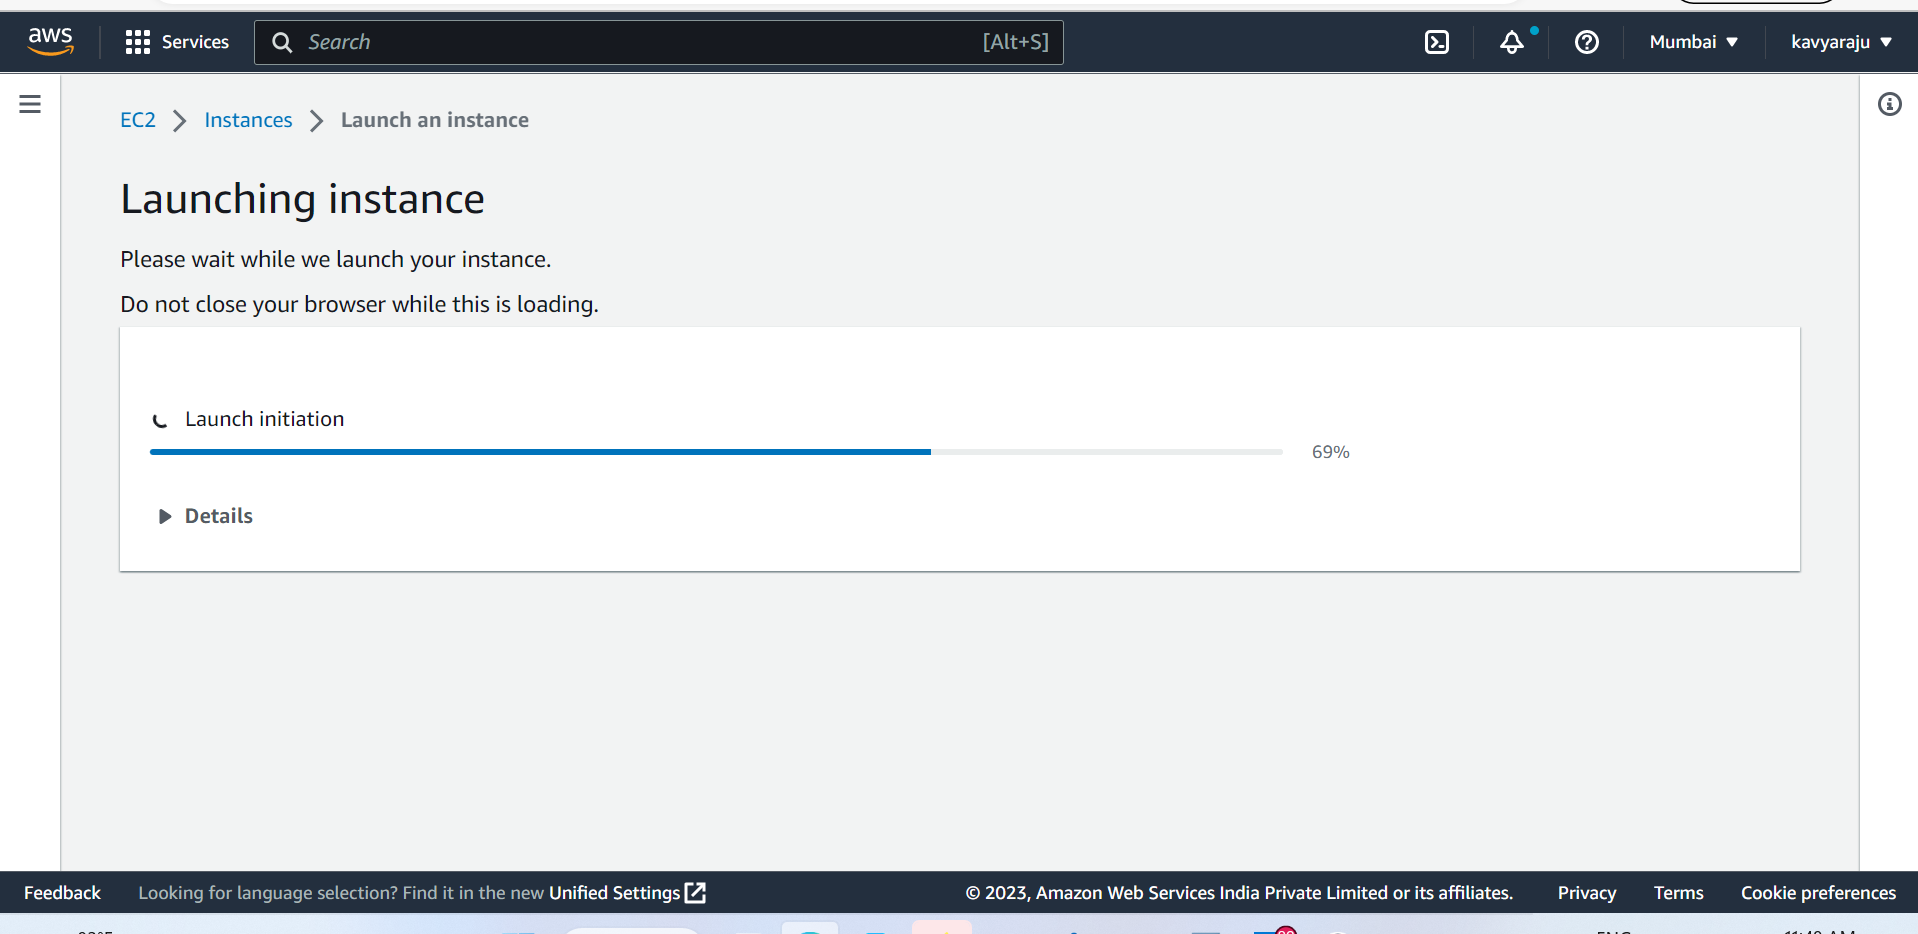 aws Services Search [Alt+S] Mumbai kavyaraju
EC2 Instances Launch an instance
Launching instance
Please wait while we launch your instance.
Do not close your browser while this is loading.
Launch initiation
69%
Details
Feedback Looking for language selection? Find it in the new Unified Settings © 2023, Amazon Web Services India Private Limited or its affiliates. Privacy Terms Cookie preferences